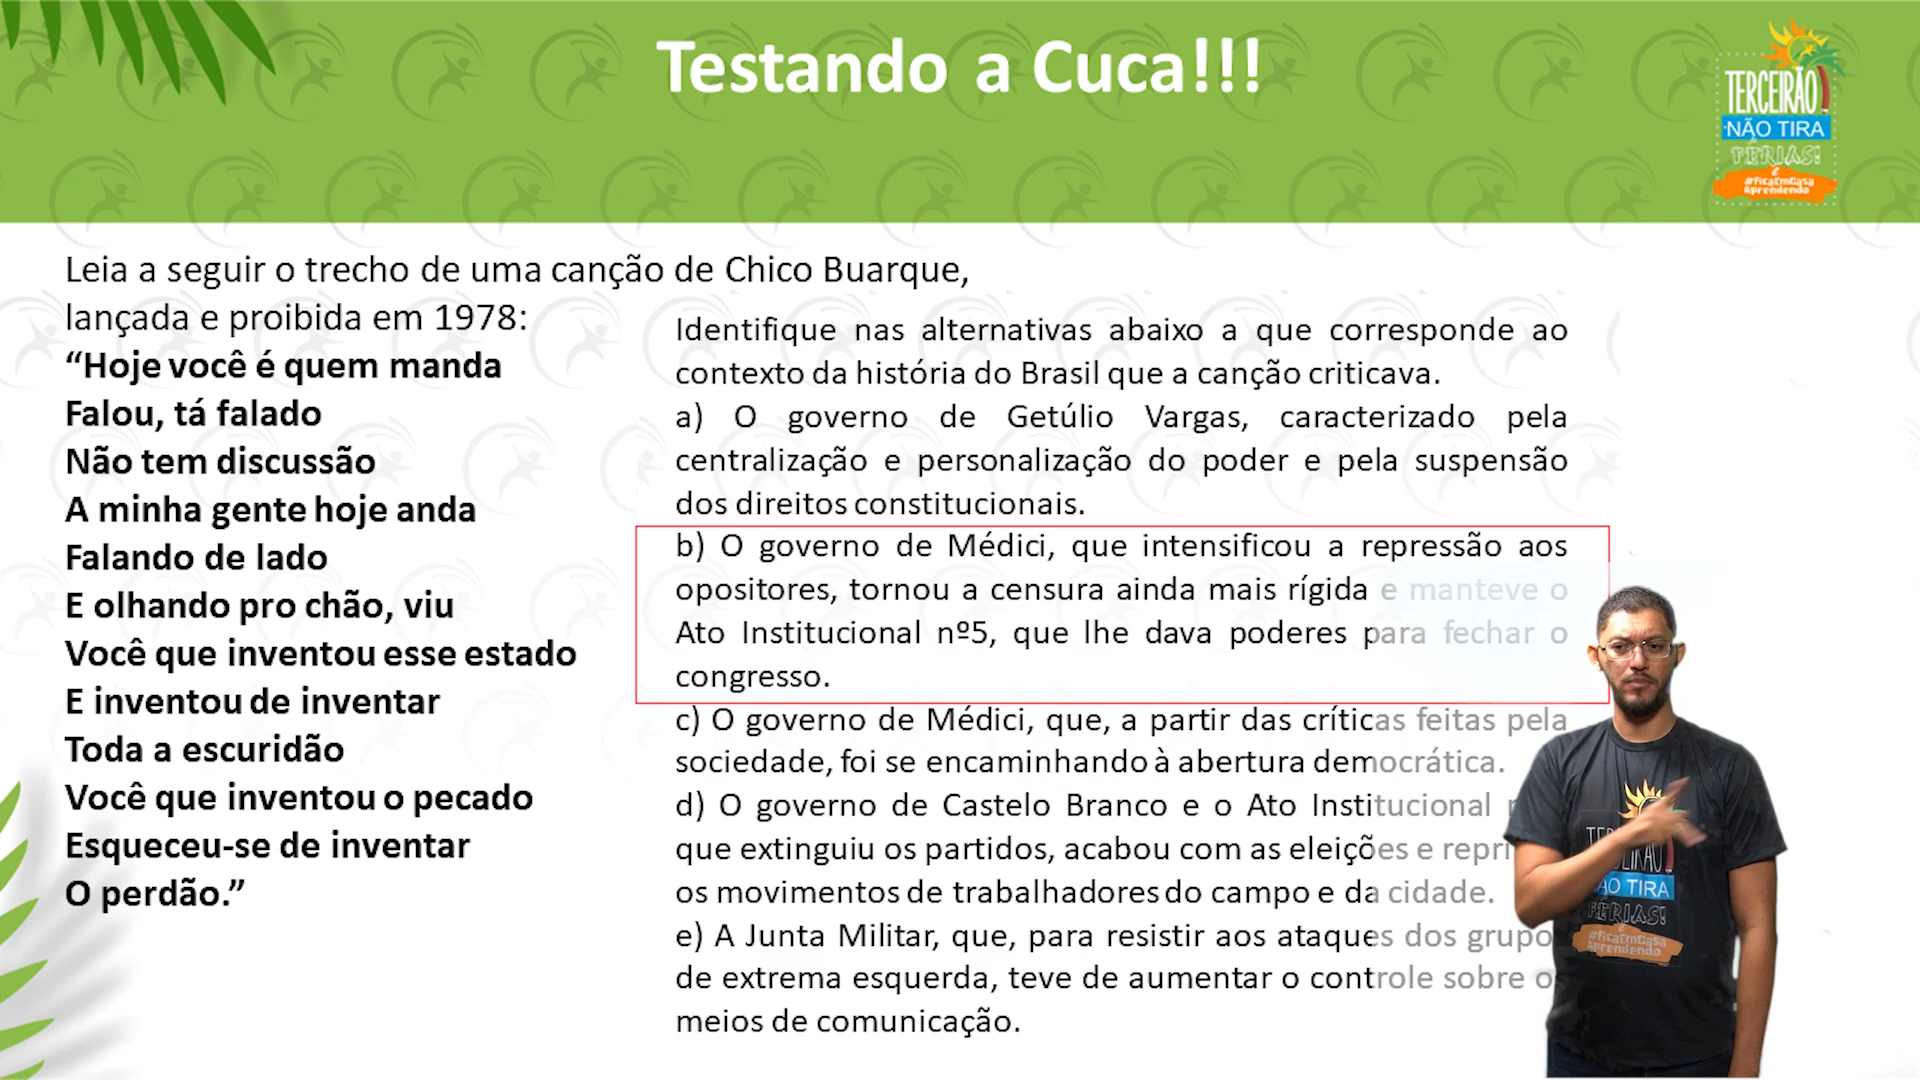 Testando a Cuca!!!
TERCEIRÃO
NÃO TIRA
FÉRIAS!
E
#FicaEmCasa
Aprendendo
Leia a seguir o trecho de uma canção de Chico Buarque,
lançada e proibida em 1978:
“Hoje você é quem manda
Falou, tá falado
Não tem discussão
A minha gente hoje anda
Falando de lado
E olhando pro chão, viu
Você que inventou esse estado
E inventou de inventar
Toda a escuridão
Você que inventou o pecado
Esqueceu-se de inventar
O perdão.”
Identifique nas alternativas abaixo a que corresponde ao
contexto da história do Brasil que a canção criticava.
a) O governo de Getúlio Vargas, caracterizado pela
centralização e personalização do poder e pela suspensão
dos direitos constitucionais.
b) O governo de Médici, que intensificou a repressão aos
opositores, tornou a censura ainda mais rígida e manteve o
Ato Institucional nº5, que lhe dava poderes para fechar o
congresso.
c) O governo de Médici, que, a partir das críticas feitas pela
sociedade, foi se encaminhando à abertura democrática.
d) O governo de Castelo Branco e o Ato Institucional
que extinguiu os partidos, acabou com as eleições e
os movimentos de trabalhadores do campo e da cidade.
e) A Junta Militar, que, para resistir aos ataques dos grupo
de extrema esquerda, teve de aumentar o controle sobre
meios de comunicação.
NÃO TIRA
FÉRIAS!
#FicaEmCasa
Aprendendo